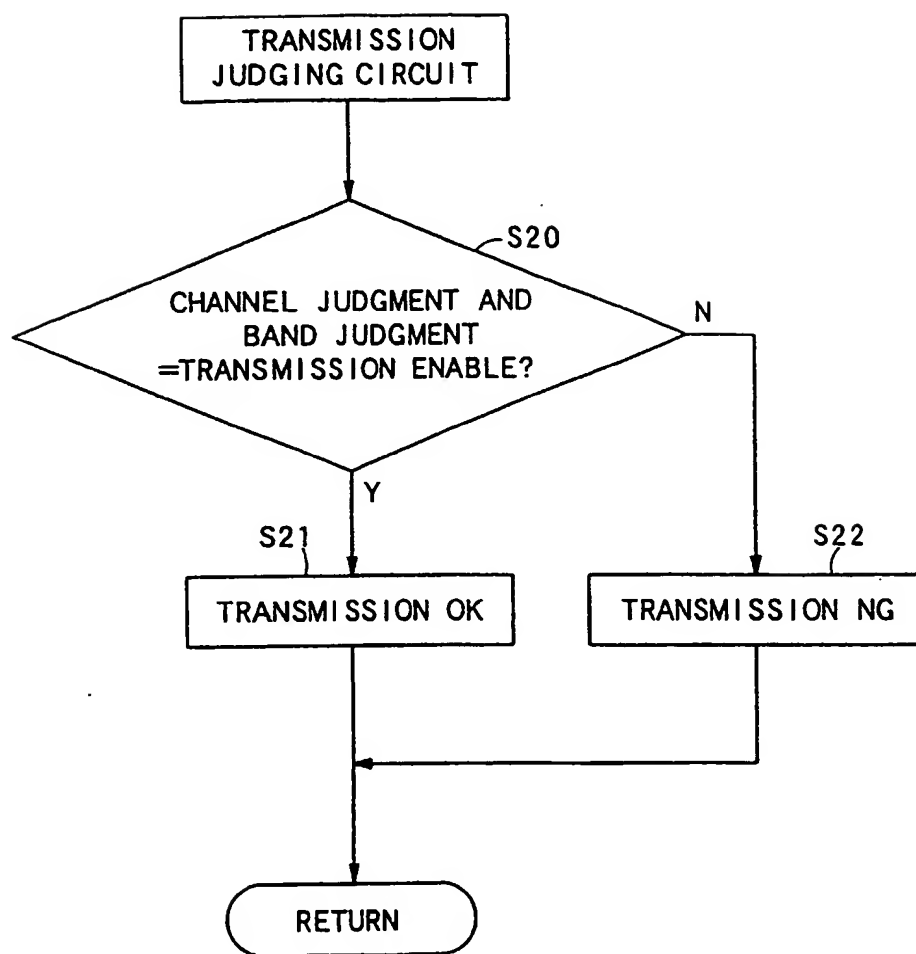 TRANSMISSION
JUDGING CIRCUIT
S20
CHANNEL JUDGMENT AND
BAND JUDGMENT
=TRANSMISSION ENABLE?
N
Y
S21
S22
TRANSMISSION OK
TRANSMISSION NG
RETURN